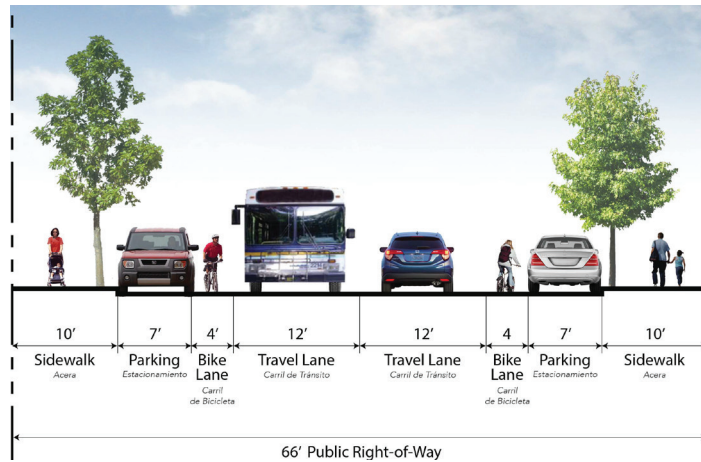 10’ 7’ 4’ 12’ 12’ 4 7’ 10’
Sidewalk Parking Bike Travel Lane Travel Lane Bike Parking Sidewalk
Acera Estacionamiento Lane Carril de Tránsito Carril de Tránsito Lane Estacionamiento Acera
Carril Carril
de Bicicleta de Bicicleta
66’ Public Right-of-Way